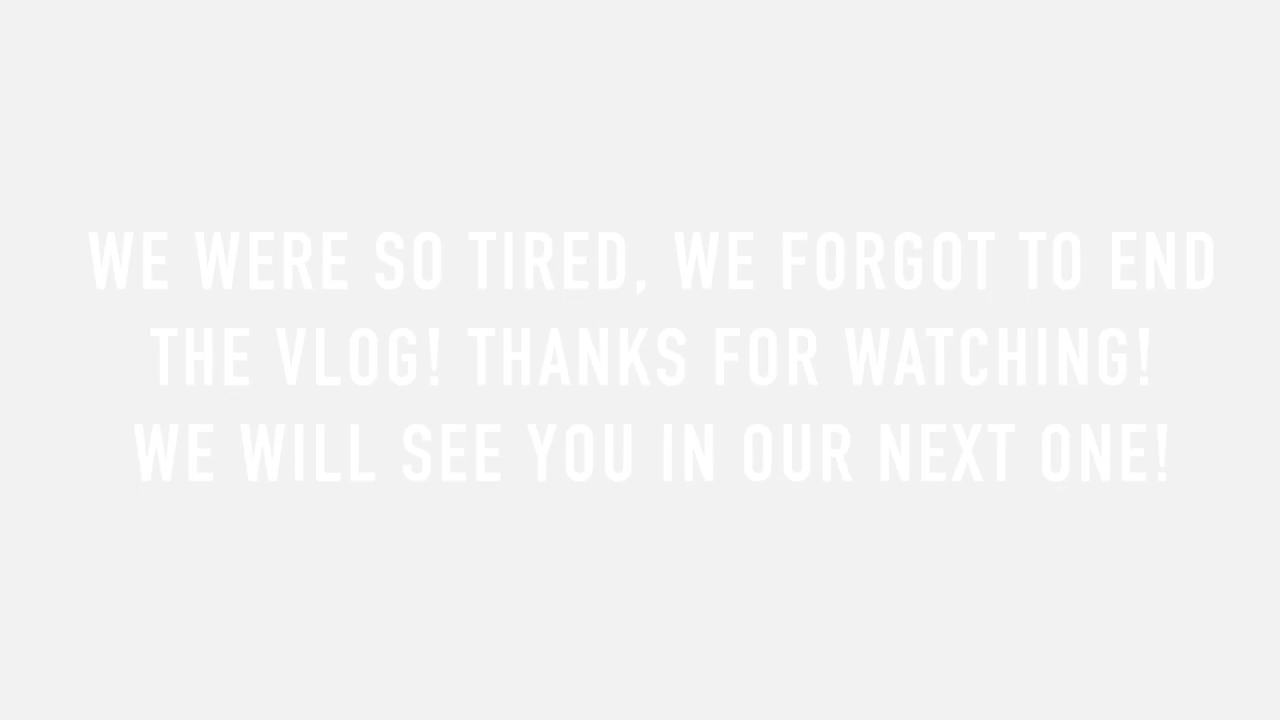 WE WERE SO TIRED, WE FORGOT TO END
THE VLOG! THANKS FOR WATCHING!
WE WILL SEE YOU IN OUR NEXT ONE!